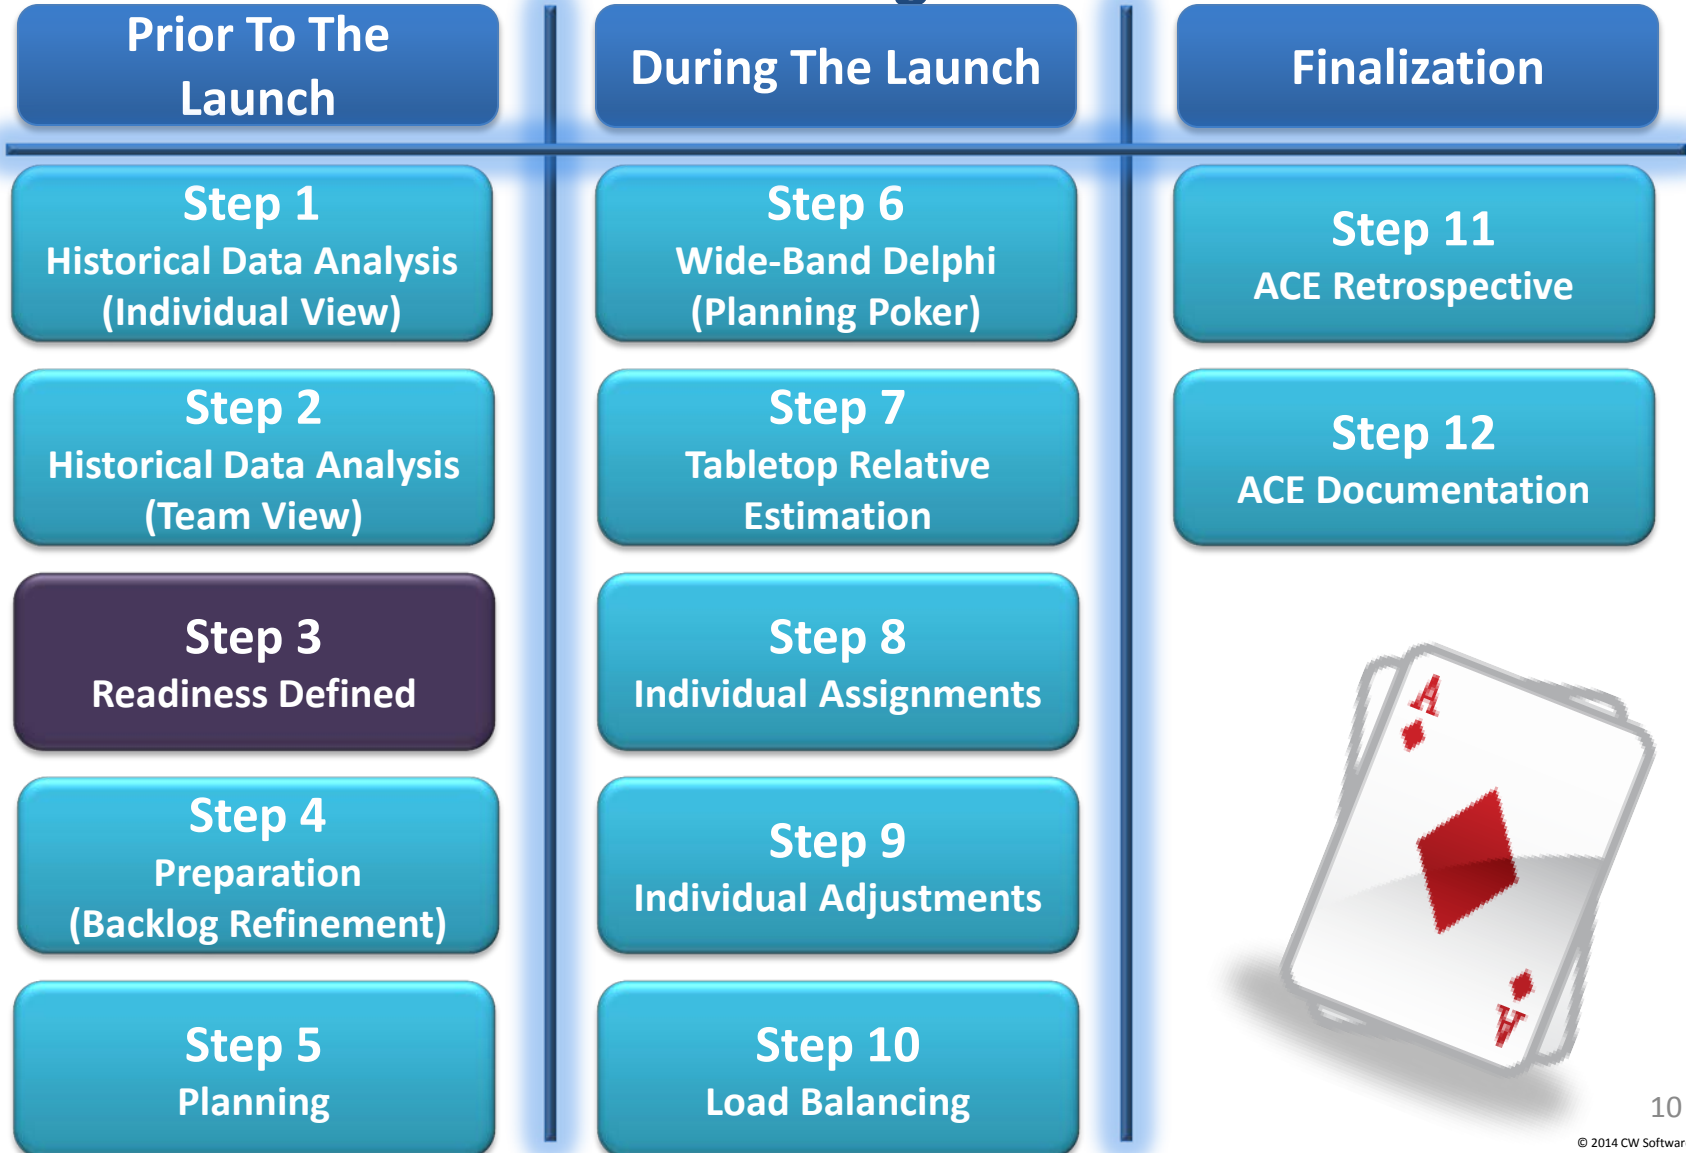 Prior To The
Launch
During The Launch
Finalization
Step 1
Historical Data Analysis
(Individual View)
Step 2
Historical Data Analysis
(Team View)
Step 3
Readiness Defined
Step 4
Preparation
(Backlog Refinement)
Step 5
Planning
Step 6
Wide-Band Delphi
(Planning Poker)
Step 7
Tabletop Relative
Estimation
Step 8
Individual Assignments
Step 9
Individual Adjustments
Step 10
Load Balancing
Step 11
ACE Retrospective
Step 12
ACE Documentation
A
A
10
© 2014 CW Softwar